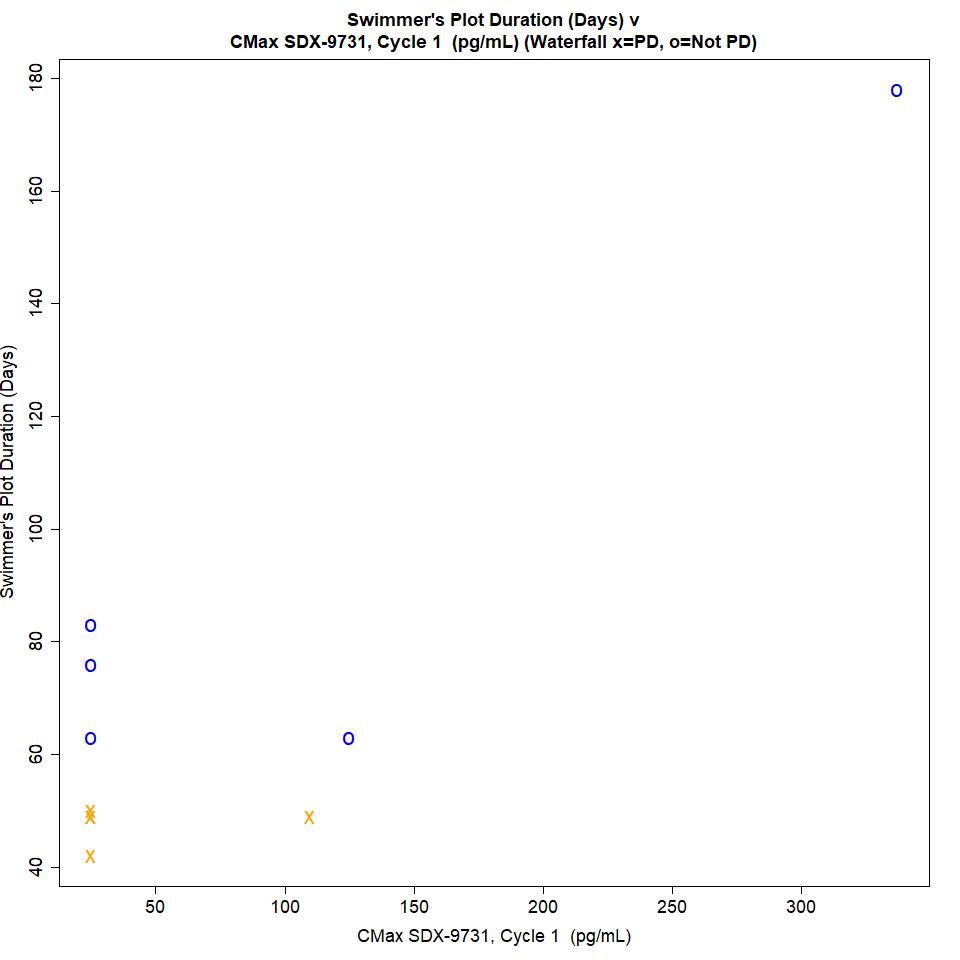 Swimmer's Plot Duration (Days) v
CMax SDX-9731, Cycle 1  (pg/mL) (Waterfall x=PD, o=Not PD)
Swimmer's Plot Duration (Days)
180
160
140
120
100
80
60
40
o
o
o
o
o
x
x
x
x
50 100 150 200 250 300
CMax SDX-9731, Cycle 1  (pg/mL)